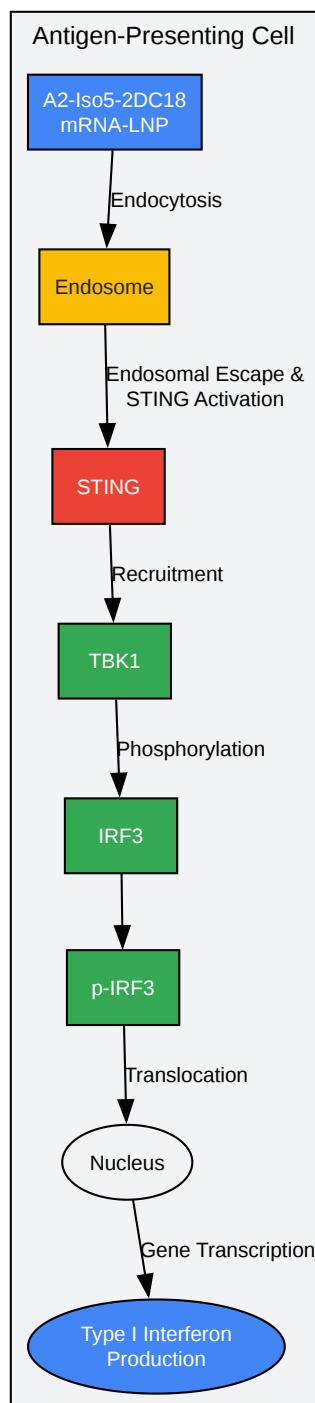 Antigen-Presenting Cell
A2-Iso5-2DC18
mRNA-LNP
Endocytosis
Endosome
Endosomal Escape &
STING Activation
STING
Recruitment
TBK1
Phosphorylation
IRF3
p-IRF3
Translocation
Nucleus
Gene Transcription
Type I Interferon
Production